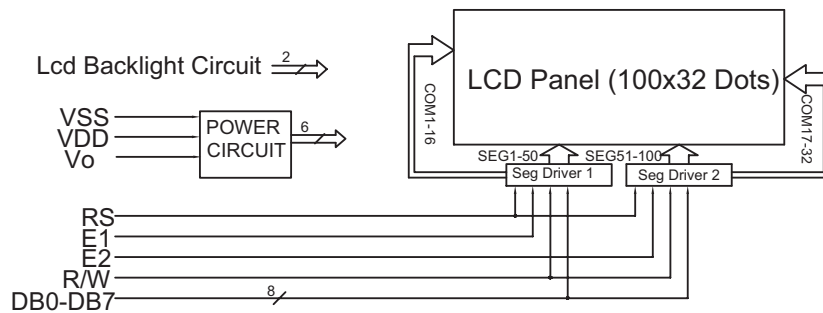 Lcd Backlight Circuit
2
LCD Panel (100x32 Dots)
COM1-16
COM17-32
VSS
VDD
Vo
POWER
CIRCUIT
6
SEG1-50
SEG51-100
Seg Driver 1
Seg Driver 2
RS
E1
E2
R/W
DB0-DB7
8